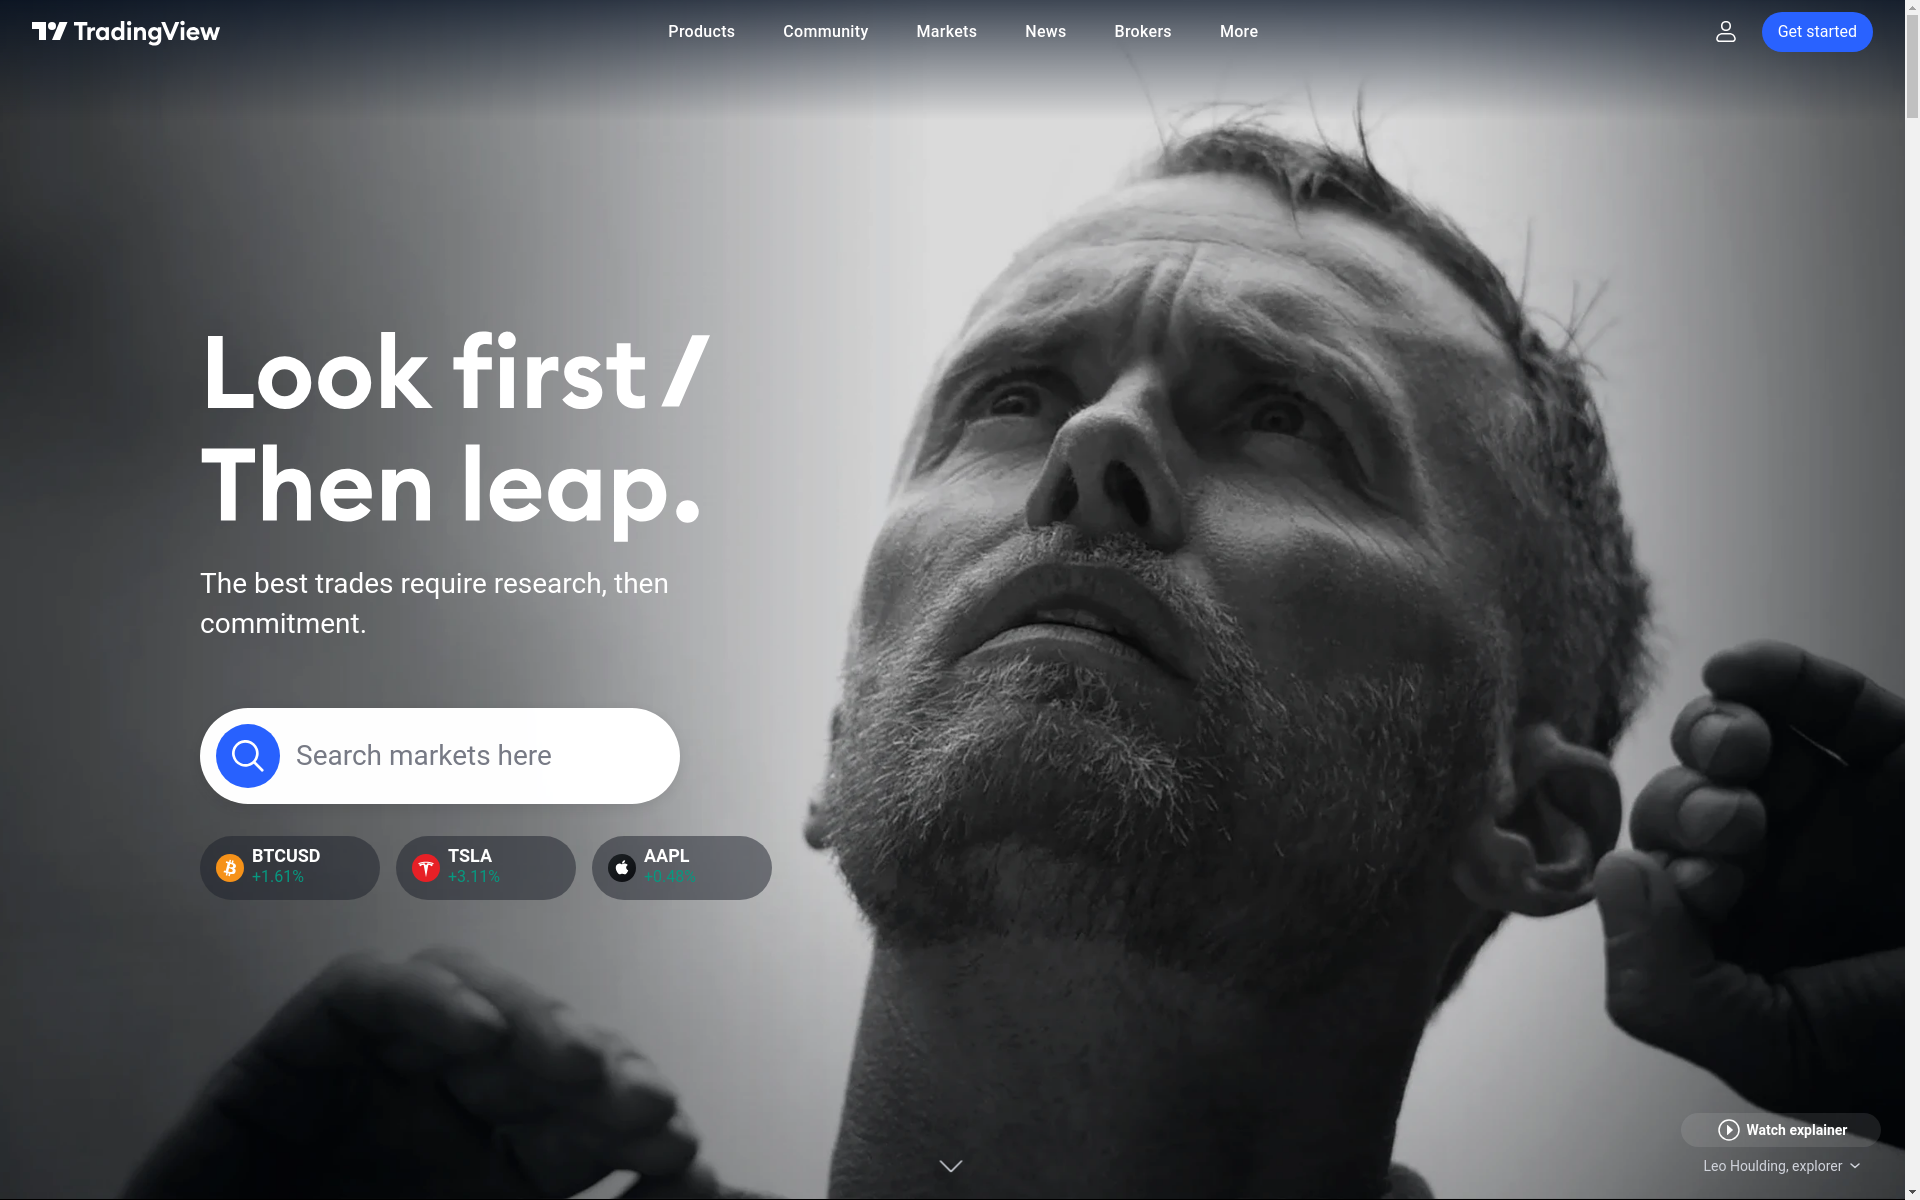 TradingView
Products
Community
Markets
News
Brokers
More
Get started
Look first /
Then leap.
The best trades require research, then
commitment.
Search markets here
BTCUSD
+1.61%
TSLA
+3.11%
AAPL
+0.48%
Watch explainer
Leo Houlding, explorer